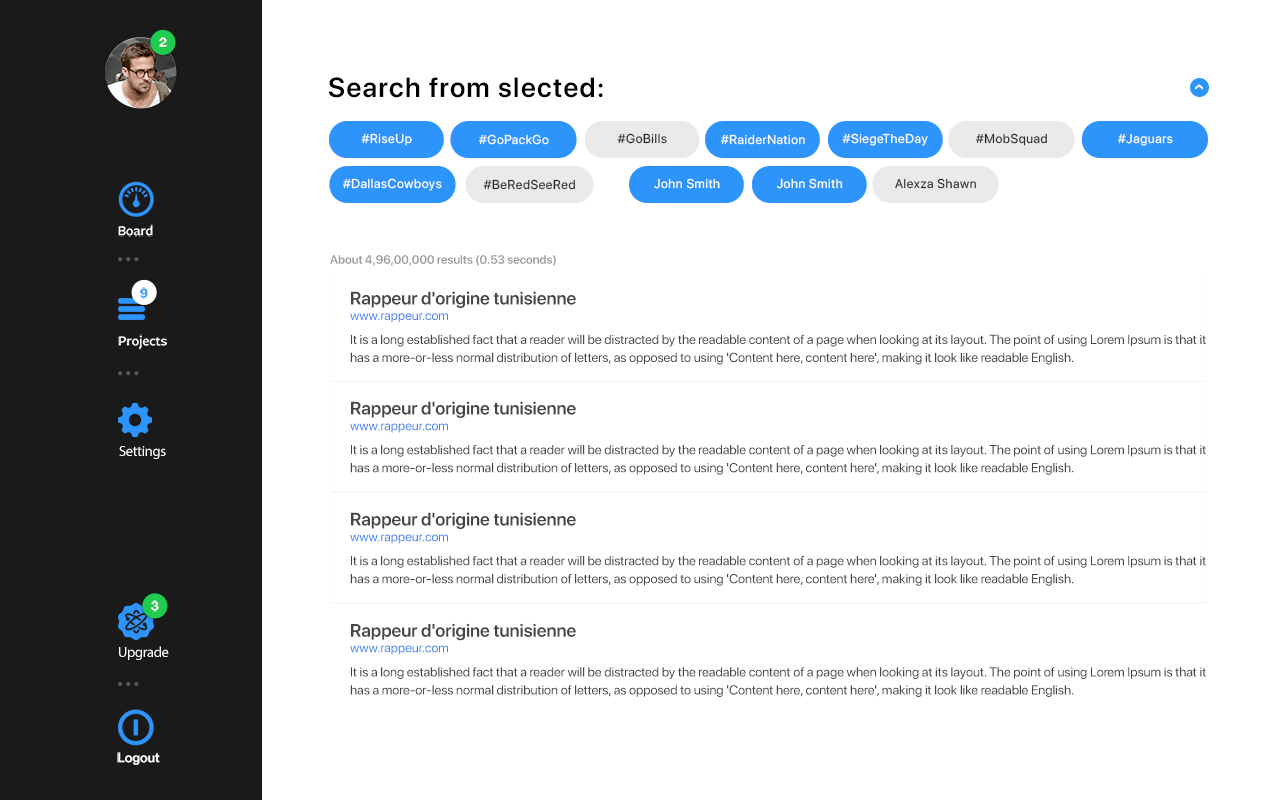 2
Board
9
Projects
Settings
3
Upgrade
Logout
Search from slected:
#RiseUp #GoPackGo #GoBills #RaiderNation #SiegeTheDay #MobSquad #Jaguars
#DallasCowboys #BeRedSeeRed John Smith John Smith Alexza Shawn
About 4,96,00,000 results (0.53 seconds)
Rappeur d'origine tunisienne
www.rappeur.com
It is a long established fact that a reader will be distracted by the readable content of a page when looking at its layout. The point of using Lorem Ipsum is that it
has a more-or-less normal distribution of letters, as opposed to using 'Content here, content here', making it look like readable English.
Rappeur d'origine tunisienne
www.rappeur.com
It is a long established fact that a reader will be distracted by the readable content of a page when looking at its layout. The point of using Lorem Ipsum is that it
has a more-or-less normal distribution of letters, as opposed to using 'Content here, content here', making it look like readable English.
Rappeur d'origine tunisienne
www.rappeur.com
It is a long established fact that a reader will be distracted by the readable content of a page when looking at its layout. The point of using Lorem Ipsum is that it
has a more-or-less normal distribution of letters, as opposed to using 'Content here, content here', making it look like readable English.
Rappeur d'origine tunisienne
www.rappeur.com
It is a long established fact that a reader will be distracted by the readable content of a page when looking at its layout. The point of using Lorem Ipsum is that it
has a more-or-less normal distribution of letters, as opposed to using 'Content here, content here', making it look like readable English.